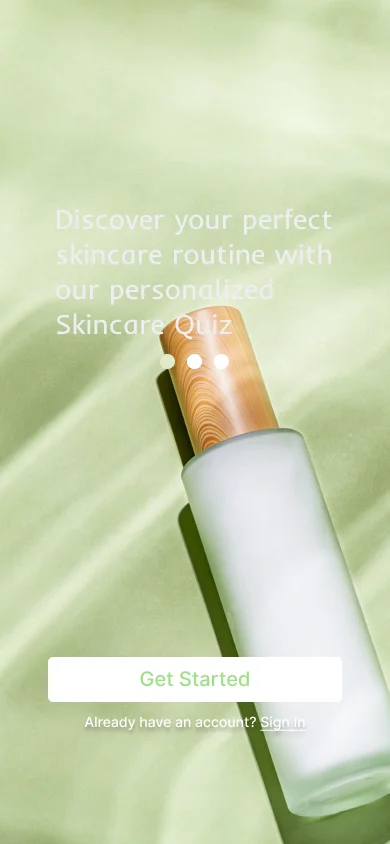 Discover your perfect
skincare routine with
our personalized
Skincare Quiz
Get Started
Already have an account? Sign In